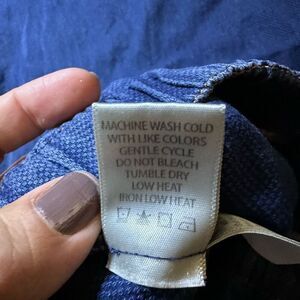 MACHINE WASH COLD
WITH LIKE COLORS
GENTLE CYCLE
DO NOT BLEACH
TUMBLE DRY
LOW HEAT
IRON LOW HEAT